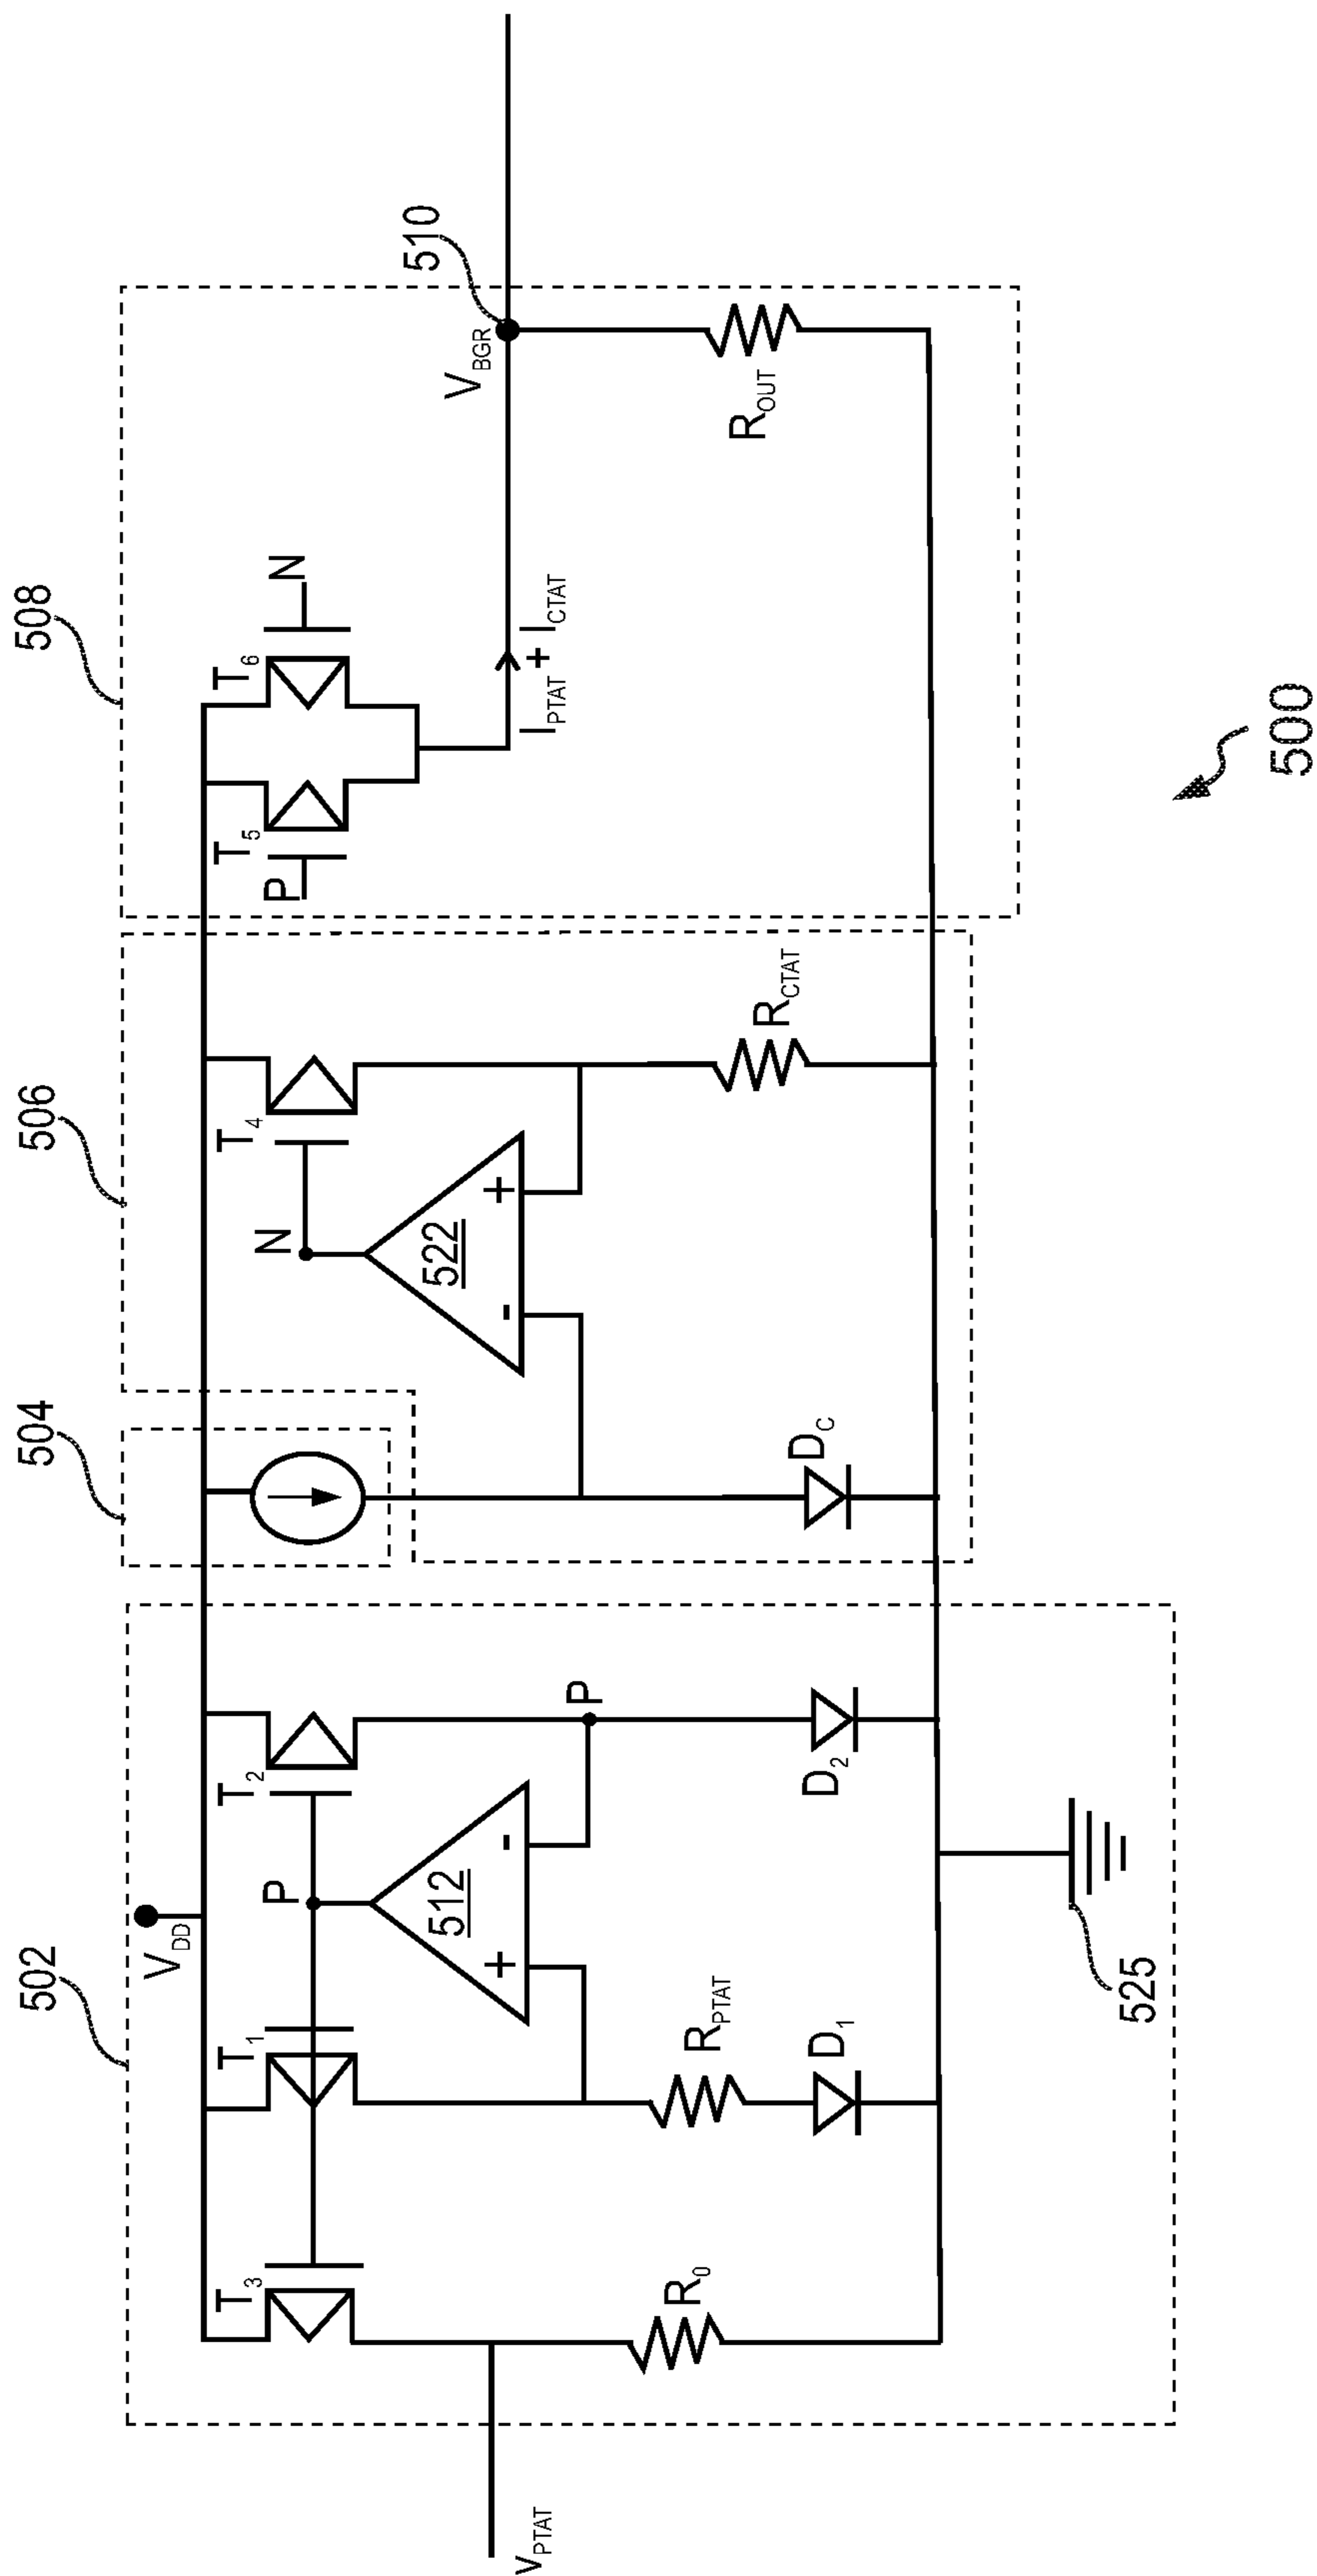 502
504
506
508
V_DD
T_3
T_1
P
T_2
N
T_4
P
T_5
T_6
N
512
+
-
522
-
+
P
I_PTAT + I_CTAT
V_BGR
510
V_PTAT
R_0
R_PTAT
D_1
D_2
D_C
R_CTAT
R_OUT
525
500